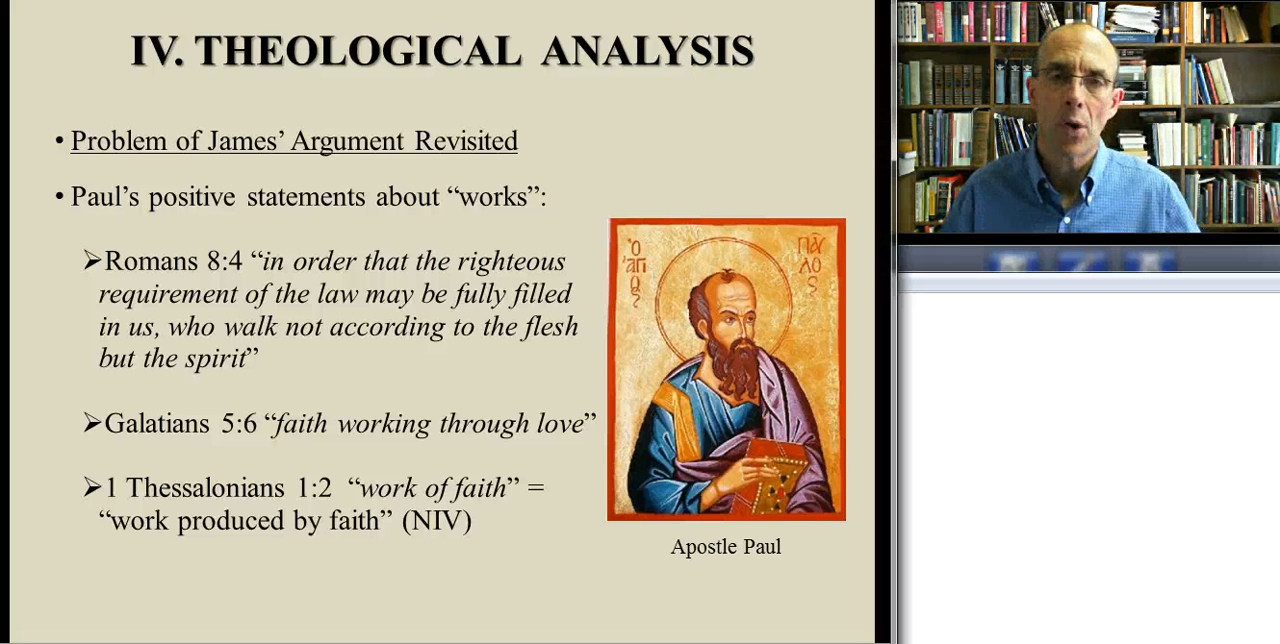 IV. THEOLOGICAL ANALYSIS
• Problem of James’ Argument Revisited
• Paul’s positive statements about “works”:
➢Romans 8:4 “in order that the righteous
requirement of the law may be fully filled
in us, who walk not according to the flesh
but the spirit”
➢Galatians 5:6 “faith working through love”
➢1 Thessalonians 1:2 “work of faith” =
“work produced by faith” (NIV)
Ὁ
ἍΓΙ
Ω
Σ
ΠΑΥ
ΛΟ
Σ
Apostle Paul